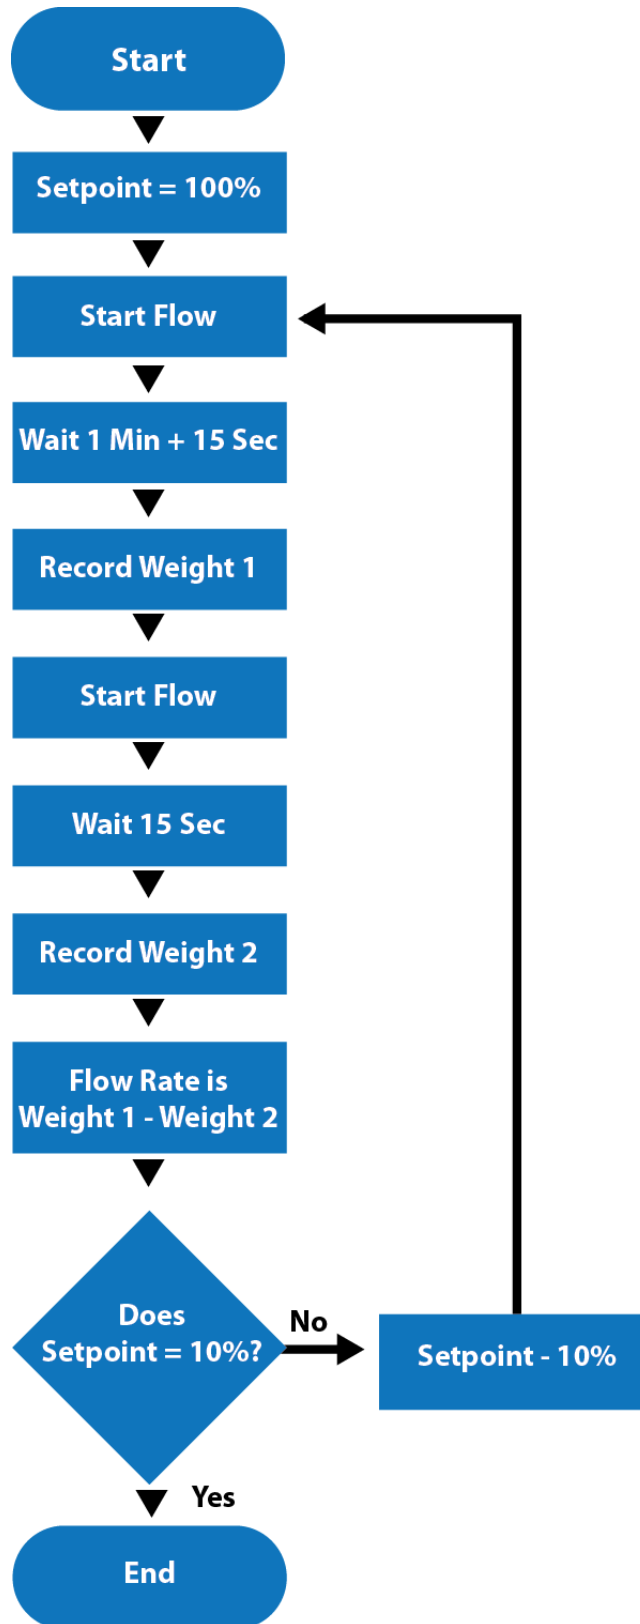 Start
Setpoint = 100%
Start Flow
Wait 1 Min + 15 Sec
Record Weight 1
Start Flow
Wait 15 Sec
Record Weight 2
Flow Rate is
Weight 1 - Weight 2
Does
Setpoint = 10%?
No
Setpoint - 10%
Yes
End